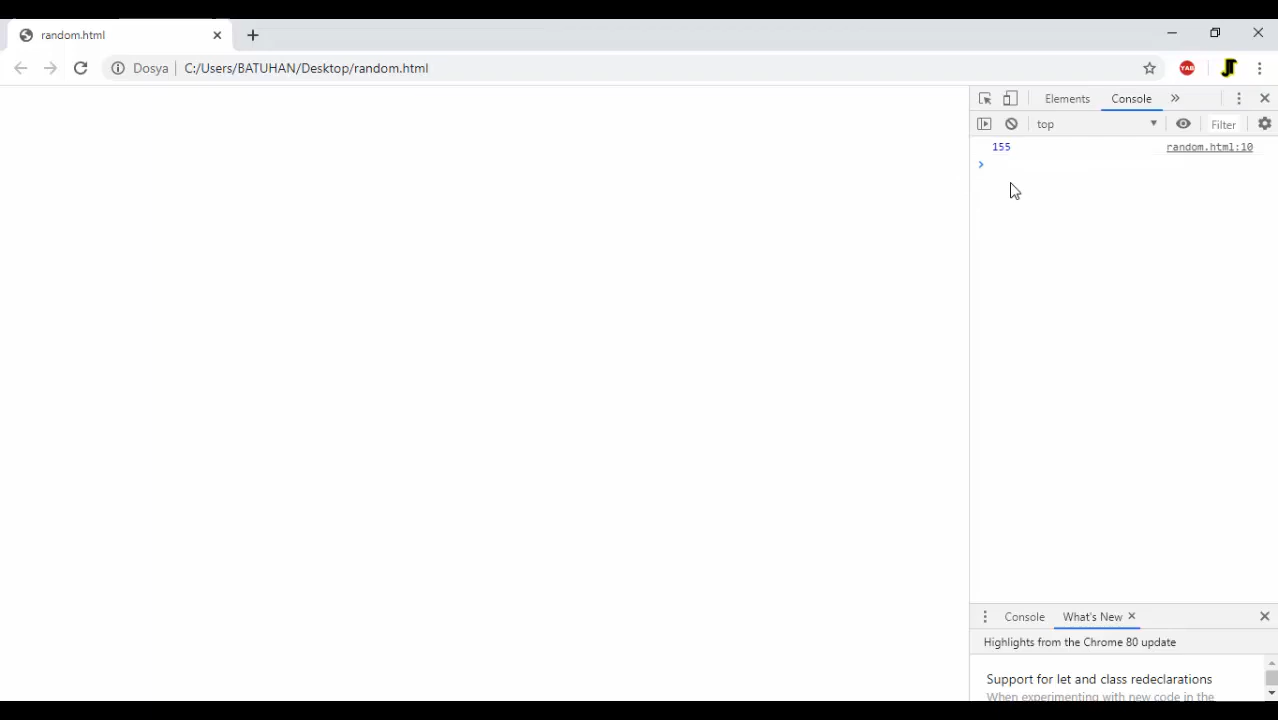 random.html
Dosya C:/Users/BATUHAN/Desktop/random.html
YAB
Elements Console
top Filter
155 random.html:10
Console What's New
Highlights from the Chrome 80 update
Support for let and class redeclarations
When experimenting with new code in the